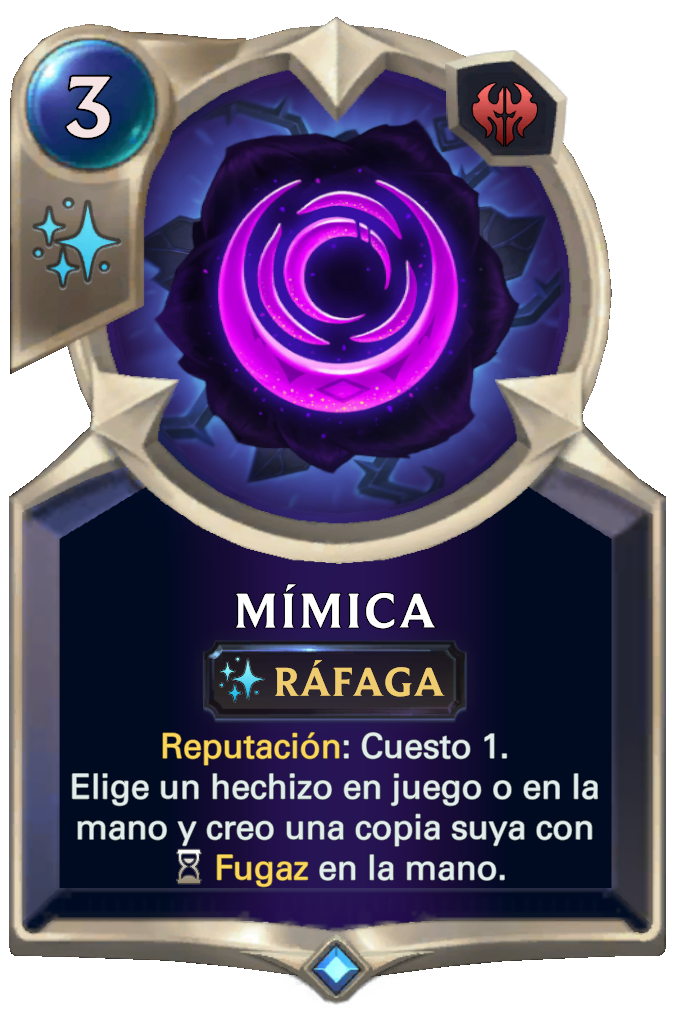 3
MÍMICA
RÁFAGA
Reputación: Cuesto 1.
Elige un hechizo en juego o en la
mano y creo una copia suya con
Fugaz en la mano.